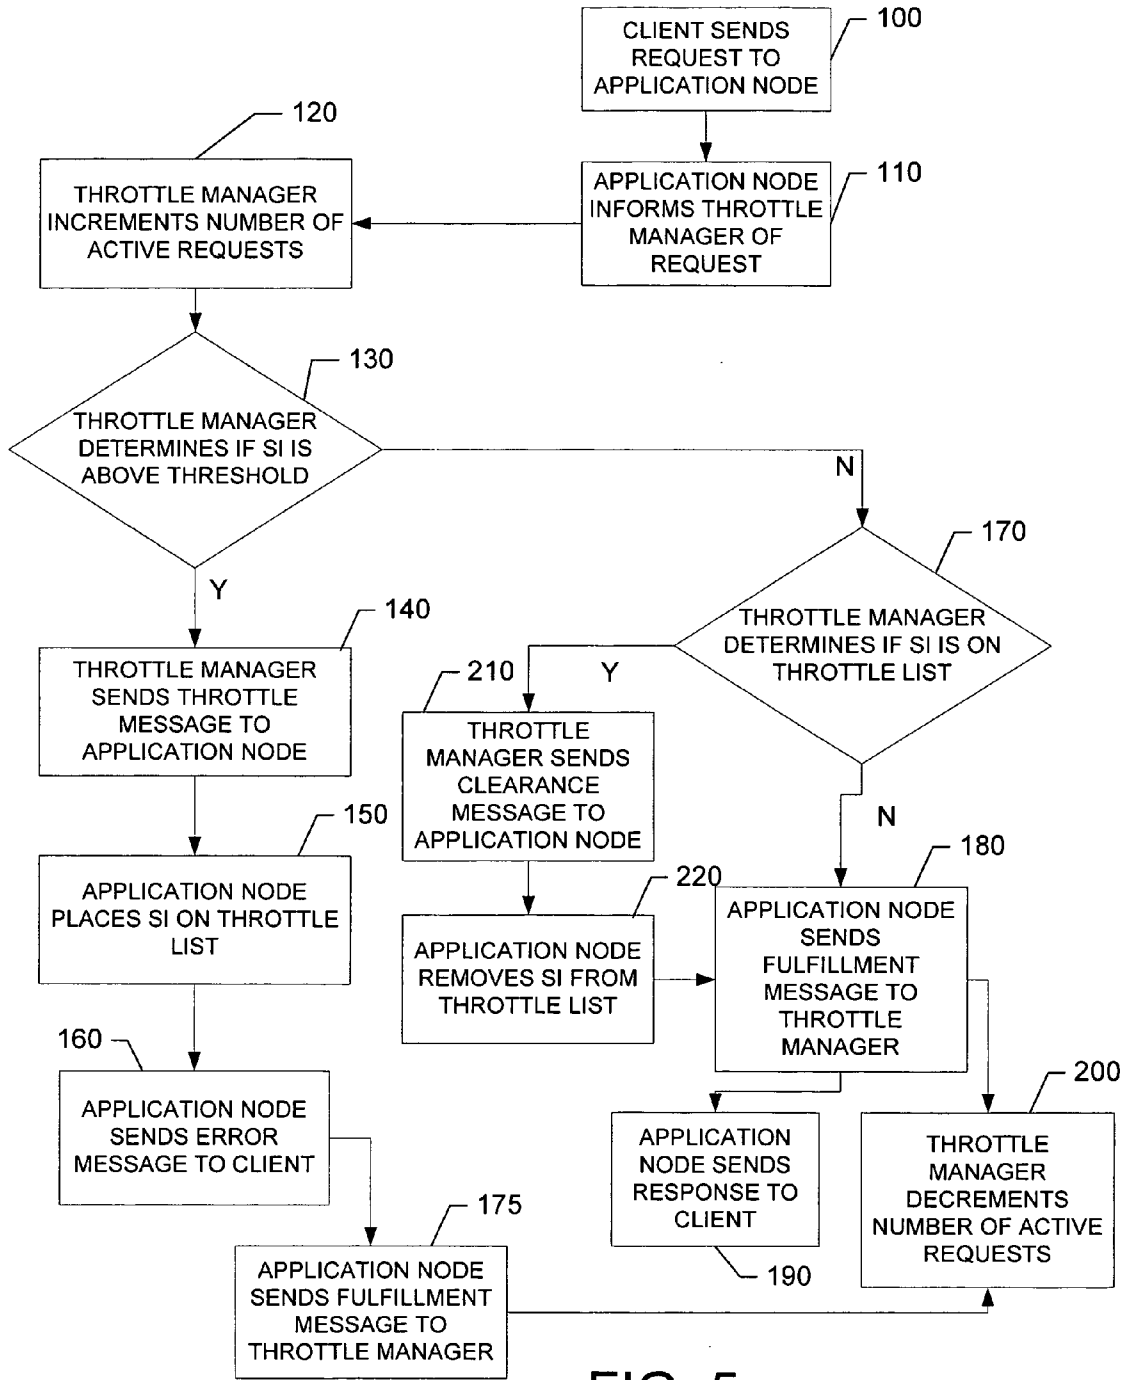 100
CLIENT SENDS
REQUEST TO
APPLICATION NODE
110
APPLICATION NODE
INFORMS THROTTLE
MANAGER OF
REQUEST
120
THROTTLE MANAGER
INCREMENTS NUMBER OF
ACTIVE REQUESTS
130
THROTTLE MANAGER
DETERMINES IF SI IS
ABOVE THRESHOLD
N
Y
140
THROTTLE MANAGER
SENDS THROTTLE
MESSAGE TO
APPLICATION NODE
150
APPLICATION NODE
PLACES SI ON THROTTLE
LIST
160
APPLICATION NODE
SENDS ERROR
MESSAGE TO CLIENT
175
APPLICATION NODE
SENDS FULFILLMENT
MESSAGE TO
THROTTLE MANAGER
170
THROTTLE MANAGER
DETERMINES IF SI IS ON
THROTTLE LIST
Y
N
210
THROTTLE
MANAGER SENDS
CLEARANCE
MESSAGE TO
APPLICATION NODE
220
APPLICATION NODE
REMOVES SI FROM
THROTTLE LIST
180
APPLICATION NODE
SENDS
FULFILLMENT
MESSAGE TO
THROTTLE
MANAGER
190
APPLICATION
NODE SENDS
RESPONSE TO
CLIENT
200
THROTTLE
MANAGER
DECREMENTS
NUMBER OF ACTIVE
REQUESTS
FIG. 5